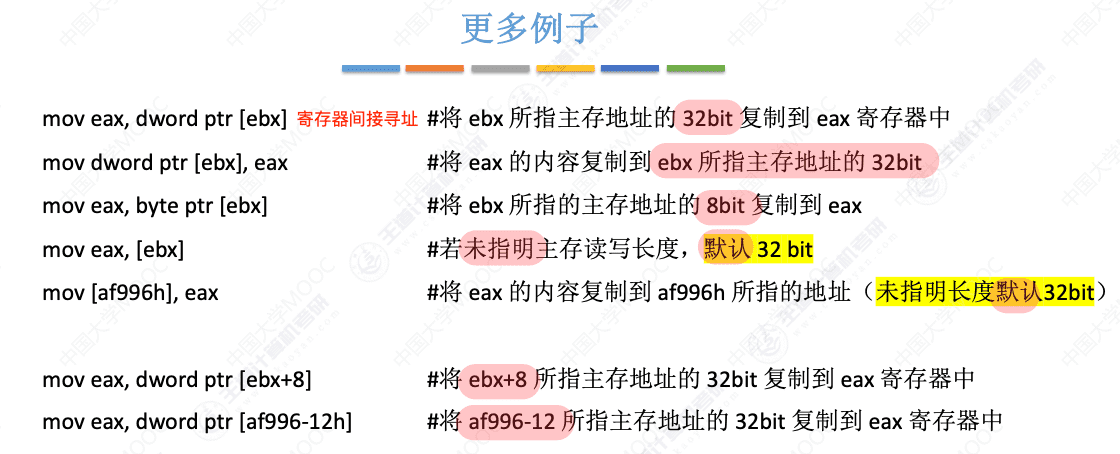 更多例子
mov eax, dword ptr [ebx] 寄存器间接寻址 #将 ebx 所指主存地址的 32bit 复制到 eax 寄存器中
mov dword ptr [ebx], eax #将 eax 的内容复制到 ebx 所指主存地址的 32bit
mov eax, byte ptr [ebx] #将 ebx 所指的主存地址的 8bit 复制到 eax
mov eax, [ebx] #若未指明主存读写长度，默认 32 bit
mov [af996h], eax #将 eax 的内容复制到 af996h 所指的地址（未指明长度默认32bit）
mov eax, dword ptr [ebx+8] #将 ebx+8 所指主存地址的 32bit 复制到 eax 寄存器中
mov eax, dword ptr [af996-12h] #将 af996-12 所指主存地址的 32bit 复制到 eax 寄存器中